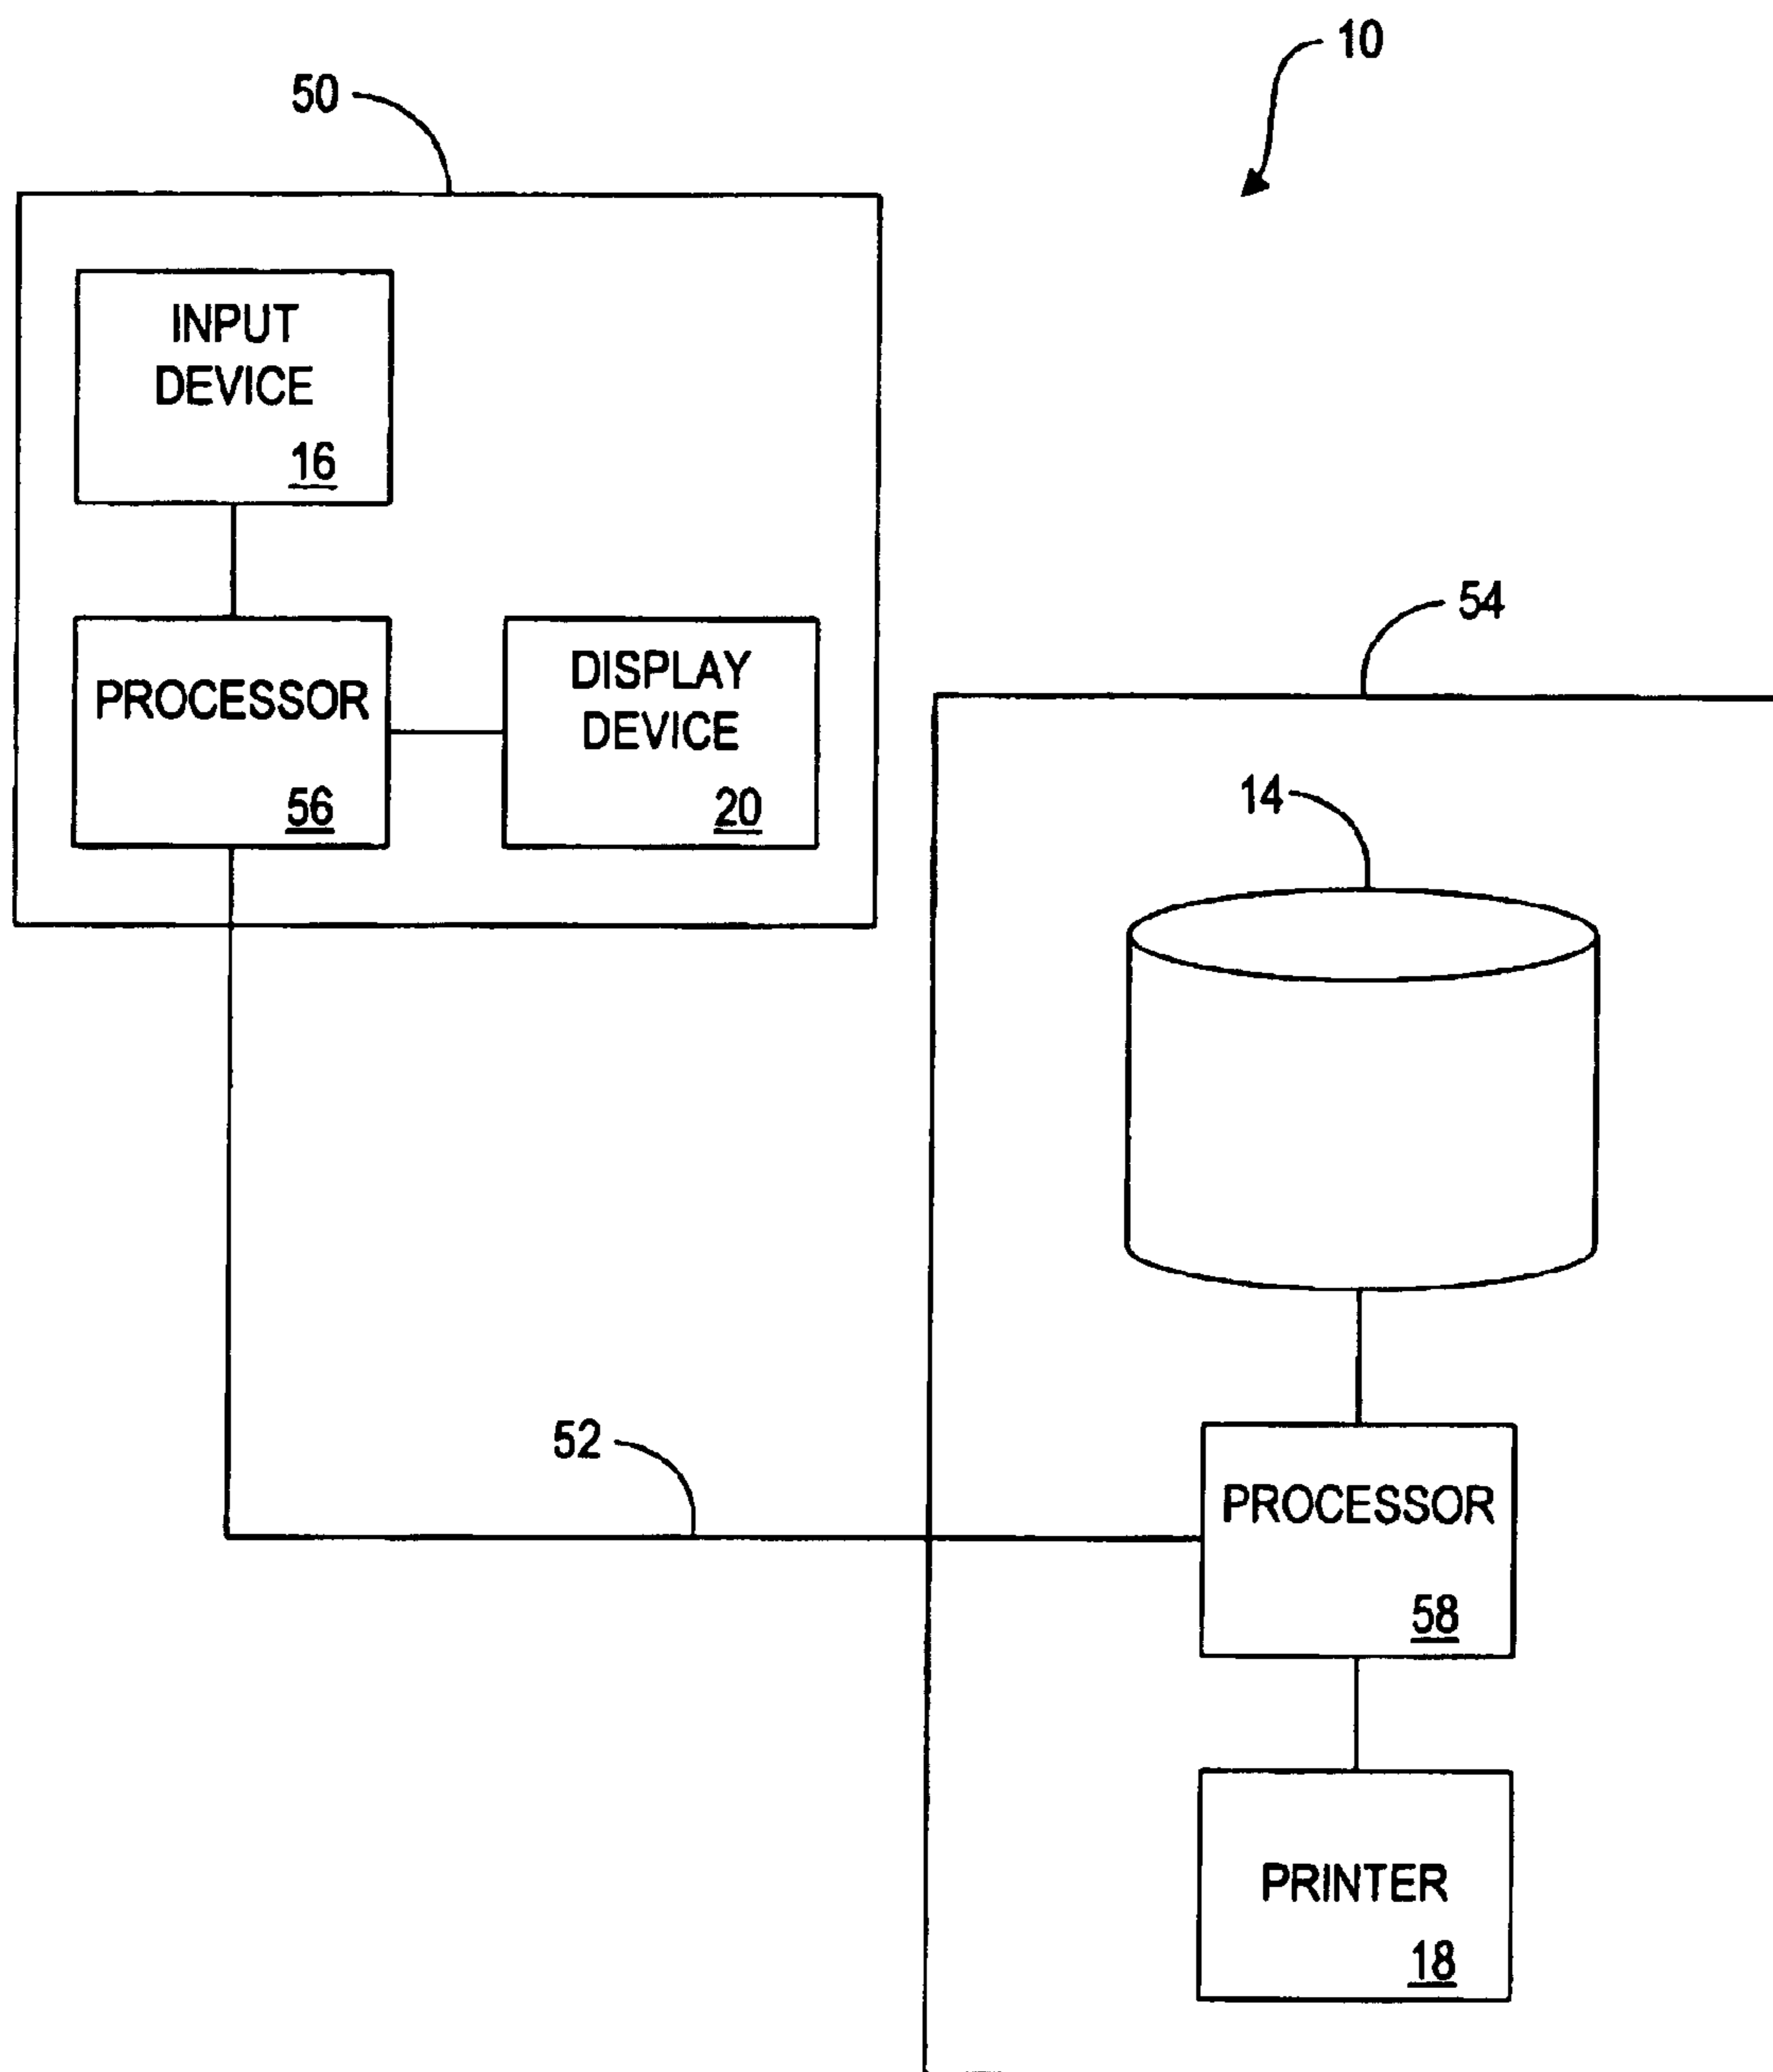 10
50
INPUT
DEVICE
16
PROCESSOR
56
DISPLAY
DEVICE
20
54
14
52
PROCESSOR
58
PRINTER
18